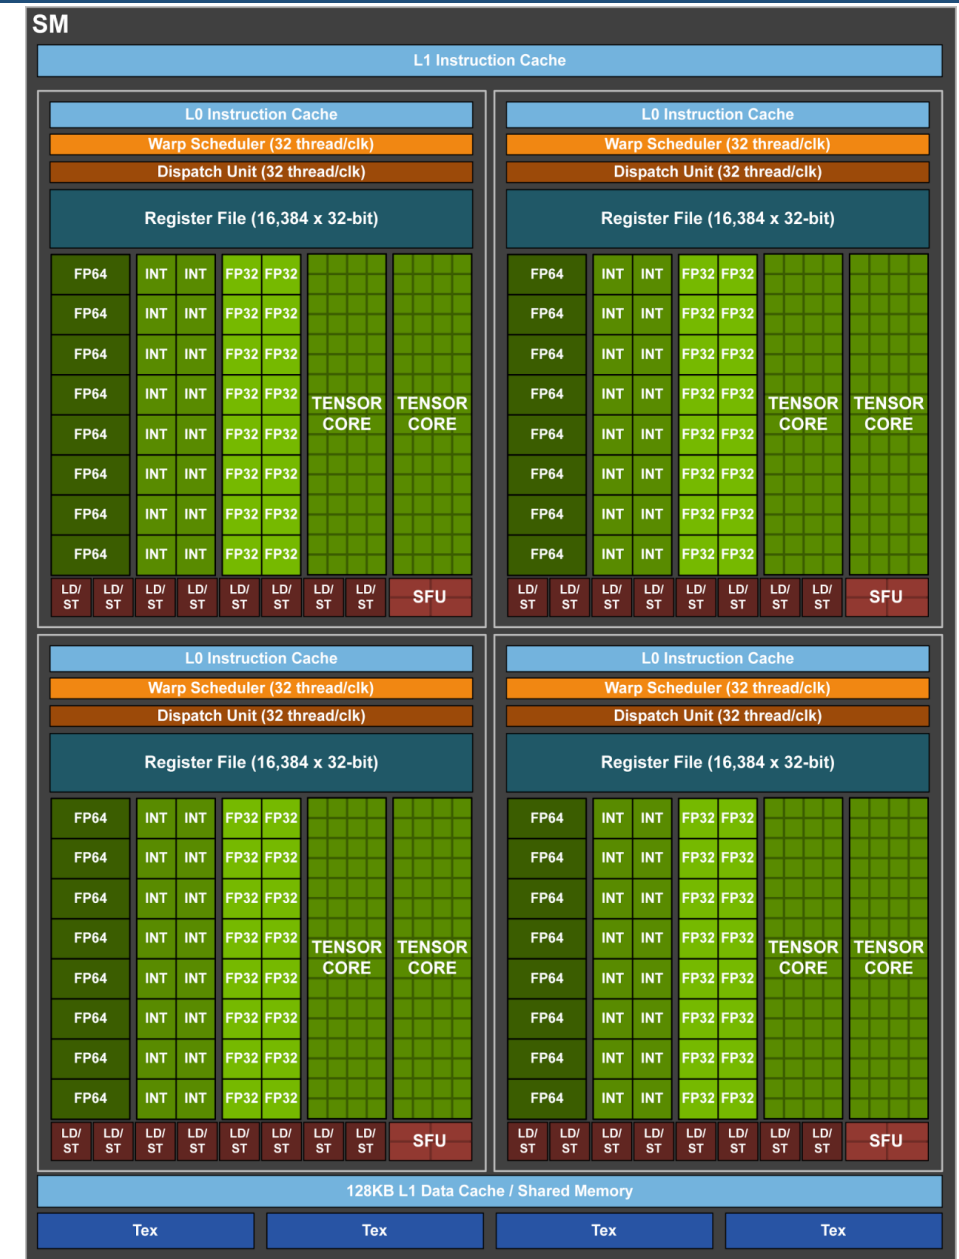 SM
L1 Instruction Cache
L0 Instruction Cache
Warp Scheduler (32 thread/clk)
Dispatch Unit (32 thread/clk)
Register File (16,384 x 32-bit)
FP64 INT INT FP32 FP32
FP64 INT INT FP32 FP32
FP64 INT INT FP32 FP32
FP64 INT INT FP32 FP32 TENSOR CORE TENSOR CORE
FP64 INT INT FP32 FP32
FP64 INT INT FP32 FP32
FP64 INT INT FP32 FP32
FP64 INT INT FP32 FP32
LD/ST LD/ST LD/ST LD/ST LD/ST LD/ST LD/ST LD/ST SFU
L0 Instruction Cache
Warp Scheduler (32 thread/clk)
Dispatch Unit (32 thread/clk)
Register File (16,384 x 32-bit)
FP64 INT INT FP32 FP32
FP64 INT INT FP32 FP32
FP64 INT INT FP32 FP32
FP64 INT INT FP32 FP32 TENSOR CORE TENSOR CORE
FP64 INT INT FP32 FP32
FP64 INT INT FP32 FP32
FP64 INT INT FP32 FP32
FP64 INT INT FP32 FP32
LD/ST LD/ST LD/ST LD/ST LD/ST LD/ST LD/ST LD/ST SFU
L0 Instruction Cache
Warp Scheduler (32 thread/clk)
Dispatch Unit (32 thread/clk)
Register File (16,384 x 32-bit)
FP64 INT INT FP32 FP32
FP64 INT INT FP32 FP32
FP64 INT INT FP32 FP32
FP64 INT INT FP32 FP32 TENSOR CORE TENSOR CORE
FP64 INT INT FP32 FP32
FP64 INT INT FP32 FP32
FP64 INT INT FP32 FP32
FP64 INT INT FP32 FP32
LD/ST LD/ST LD/ST LD/ST LD/ST LD/ST LD/ST LD/ST SFU
L0 Instruction Cache
Warp Scheduler (32 thread/clk)
Dispatch Unit (32 thread/clk)
Register File (16,384 x 32-bit)
FP64 INT INT FP32 FP32
FP64 INT INT FP32 FP32
FP64 INT INT FP32 FP32
FP64 INT INT FP32 FP32 TENSOR CORE TENSOR CORE
FP64 INT INT FP32 FP32
FP64 INT INT FP32 FP32
FP64 INT INT FP32 FP32
FP64 INT INT FP32 FP32
LD/ST LD/ST LD/ST LD/ST LD/ST LD/ST LD/ST LD/ST SFU
128KB L1 Data Cache / Shared Memory
Tex Tex Tex Tex